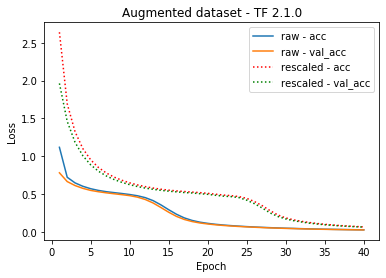 Augmented dataset - TF 2.1.0
raw - acc
raw - val_acc
rescaled - acc
rescaled - val_acc
Loss
2.5
2.0
1.5
1.0
0.5
0.0
0 5 10 15 20 25 30 35 40
Epoch